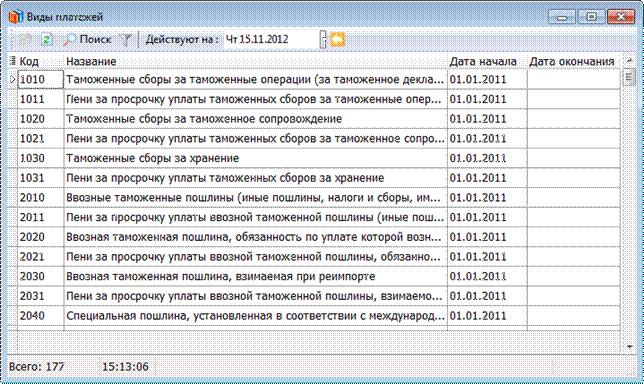 Виды платежей
Поиск Действуют на : Чт 15.11.2012
Код Название Дата начала Дата окончания
1010 Таможенные сборы за таможенные операции (за таможенное декла... 01.01.2011
1011 Пени за просрочку уплаты таможенных сборов за таможенные опер... 01.01.2011
1020 Таможенные сборы за таможенное сопровождение 01.01.2011
1021 Пени за просрочку уплаты таможенных сборов за таможенное сопро... 01.01.2011
1030 Таможенные сборы за хранение 01.01.2011
1031 Пени за просрочку уплаты таможенных сборов за хранение 01.01.2011
2010 Ввозные таможенные пошлины (иные пошлины, налоги и сборы, им... 01.01.2011
2011 Пени за просрочку уплаты ввозной таможенной пошлины (иные пош... 01.01.2011
2020 Ввозная таможенная пошлина, обязанность по уплате которой возн... 01.01.2011
2021 Пени за просрочку уплаты ввозной таможенной пошлины, обязанно... 01.01.2011
2030 Ввозная таможенная пошлина, взимаемая при реимпорте 01.01.2011
2031 Пени за просрочку уплаты ввозной таможенной пошлины, взимаемо... 01.01.2011
2040 Специальная пошлина, установленная в соответствии с международ... 01.01.2011
Всего: 177 15:13:06